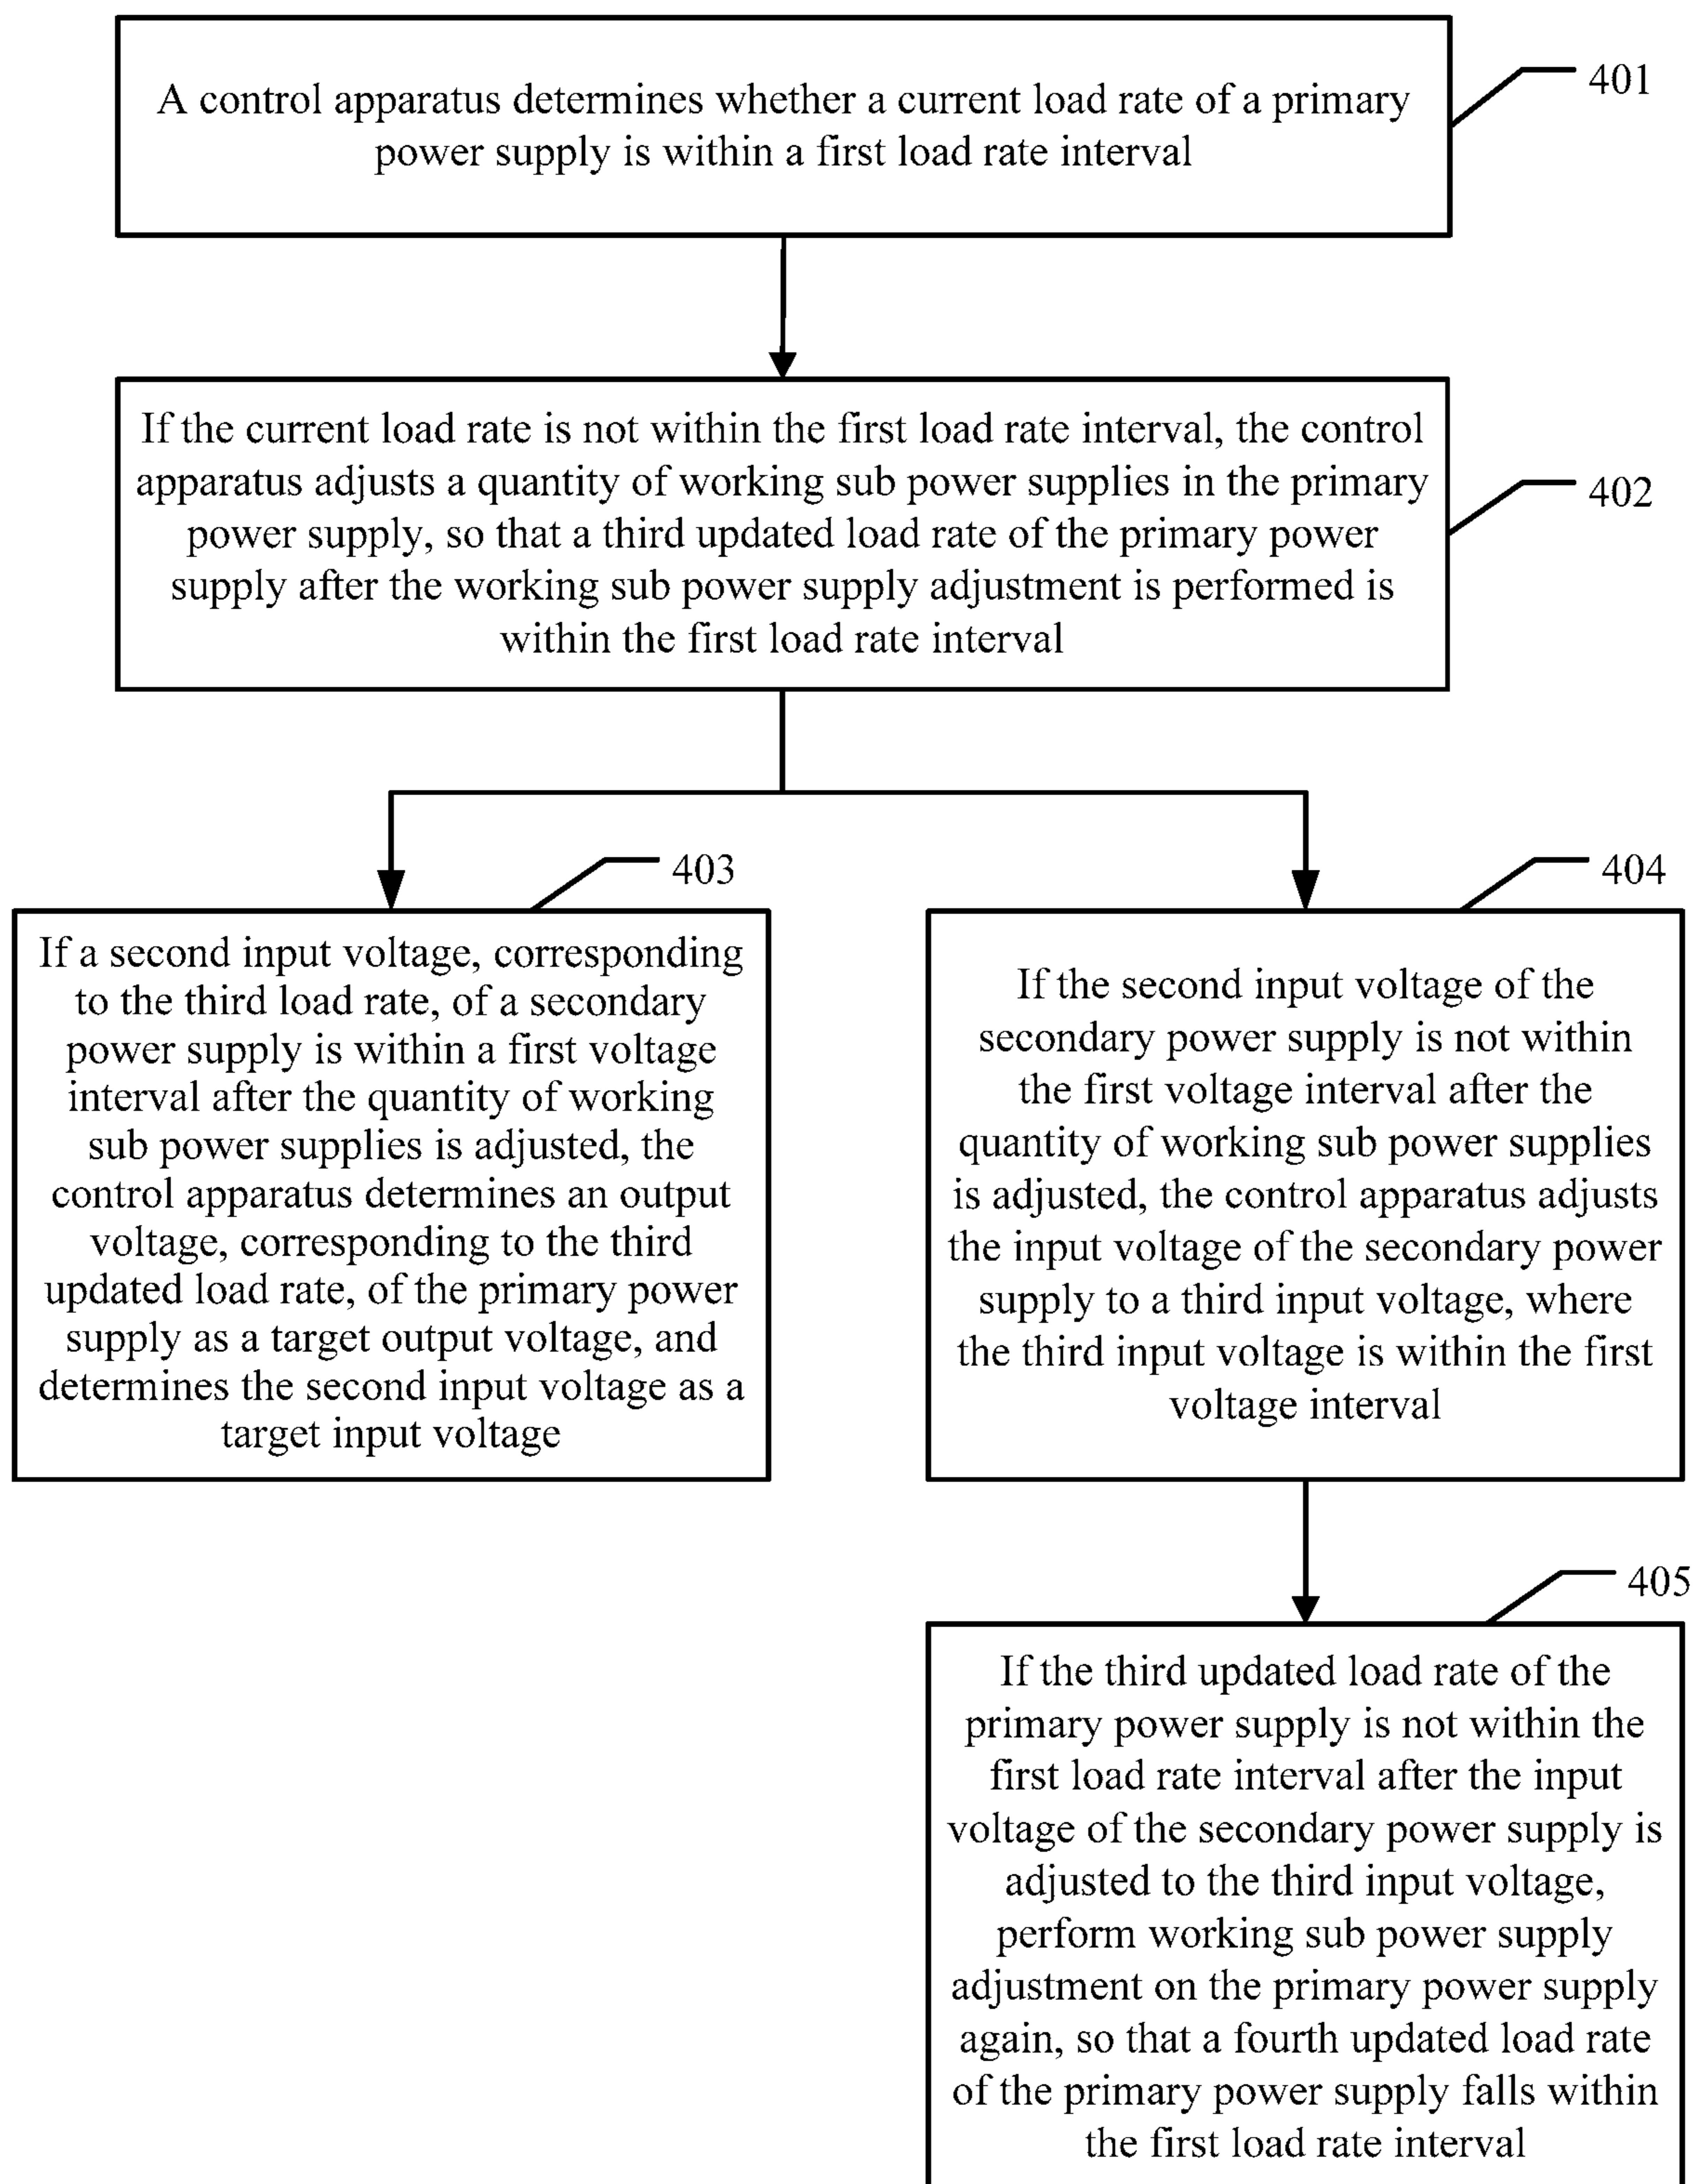 A control apparatus determines whether a current load rate of a primary
power supply is within a first load rate interval
401
If the current load rate is not within the first load rate interval, the control
apparatus adjusts a quantity of working sub power supplies in the primary
power supply, so that a third updated load rate of the primary power
supply after the working sub power supply adjustment is performed is
within the first load rate interval
402
403
If a second input voltage, corresponding
to the third load rate, of a secondary
power supply is within a first voltage
interval after the quantity of working
sub power supplies is adjusted, the
control apparatus determines an output
voltage, corresponding to the third
updated load rate, of the primary power
supply as a target output voltage, and
determines the second input voltage as a
target input voltage
404
If the second input voltage of the
secondary power supply is not within
the first voltage interval after the
quantity of working sub power supplies
is adjusted, the control apparatus adjusts
the input voltage of the secondary power
supply to a third input voltage, where
the third input voltage is within the first
voltage interval
405
If the third updated load rate of the
primary power supply is not within the
first load rate interval after the input
voltage of the secondary power supply is
adjusted to the third input voltage,
perform working sub power supply
adjustment on the primary power supply
again, so that a fourth updated load rate
of the primary power supply falls within
the first load rate interval